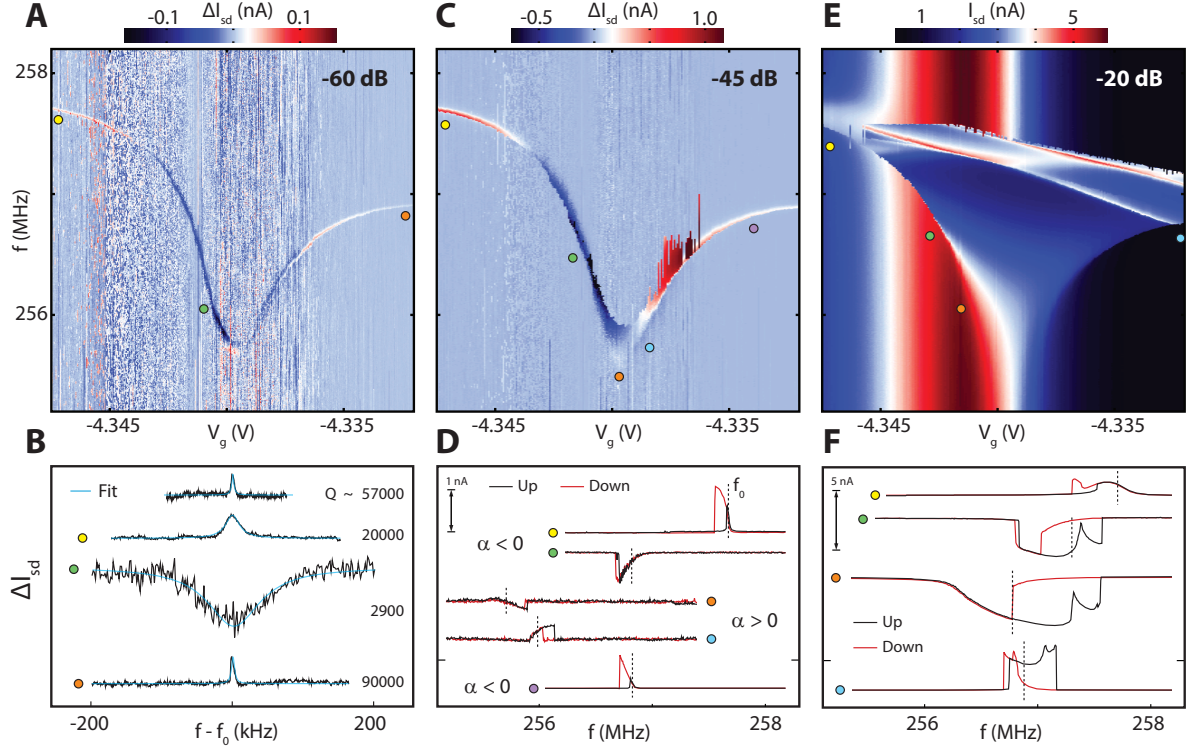 A
ΔI_sd (nA)
-0.1 0.1
f (MHz)
258
256
-60 dB
-4.345 -4.335
V_g (V)
C
ΔI_sd (nA)
-0.5 1.0
-45 dB
-4.345 -4.335
V_g (V)
E
I_sd (nA)
1 5
-20 dB
-4.345 -4.335
V_g (V)
B
ΔI_sd
Fit
Q ~ 57000
20000
2900
90000
-200 200
f - f_0 (kHz)
D
1 nA
Up Down
f_0
α < 0
α > 0
α < 0
256 258
f (MHz)
F
5 nA
Up
Down
256 258
f (MHz)